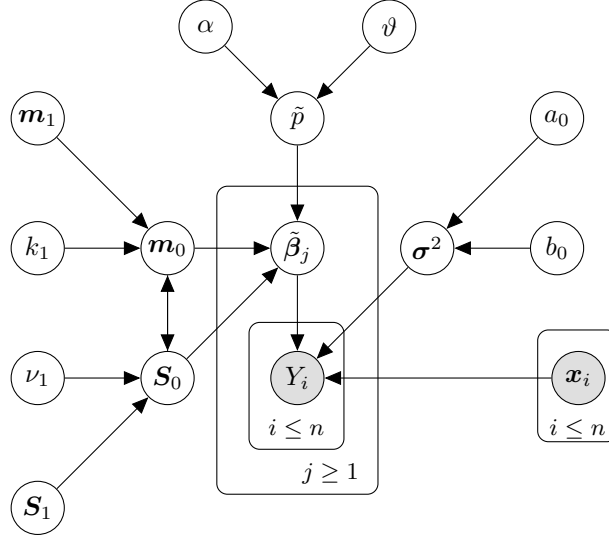 α ϑ
𝒎₁ p̃ a₀
k₁ 𝒎₀ 𝜷̃ⱼ 𝝈² b₀
ν₁ 𝑺₀ Yᵢ 𝒙ᵢ
i ≤ n i ≤ n
j ≥ 1
𝑺₁